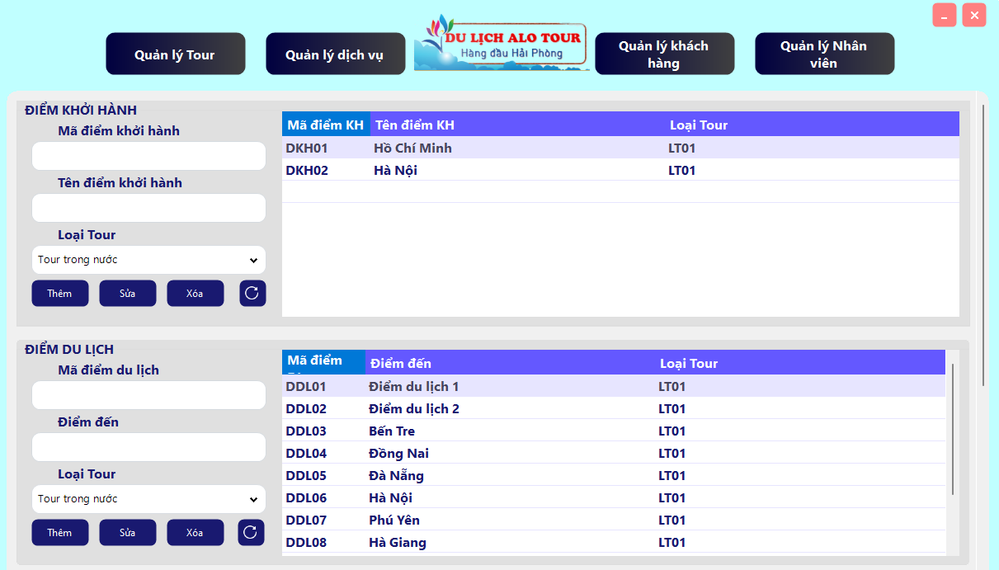 Quản lý Tour
Quản lý dịch vụ
DU LỊCH ALO TOUR
Hàng đầu Hải Phòng
Quản lý khách
hàng
Quản lý Nhân
viên
ĐIỂM KHỞI HÀNH
Mã điểm khởi hành
Tên điểm khởi hành
Loại Tour
Tour trong nước
Thêm Sửa Xóa
Mã điểm KH Tên điểm KH Loại Tour
DKH01 Hồ Chí Minh LT01
DKH02 Hà Nội LT01
ĐIỂM DU LỊCH
Mã điểm du lịch
Điểm đến
Loại Tour
Tour trong nước
Thêm Sửa Xóa
Mã điểm Điểm đến Loại Tour
DDL01 Điểm du lịch 1 LT01
DDL02 Điểm du lịch 2 LT01
DDL03 Bến Tre LT01
DDL04 Đồng Nai LT01
DDL05 Đà Nẵng LT01
DDL06 Hà Nội LT01
DDL07 Phú Yên LT01
DDL08 Hà Giang LT01